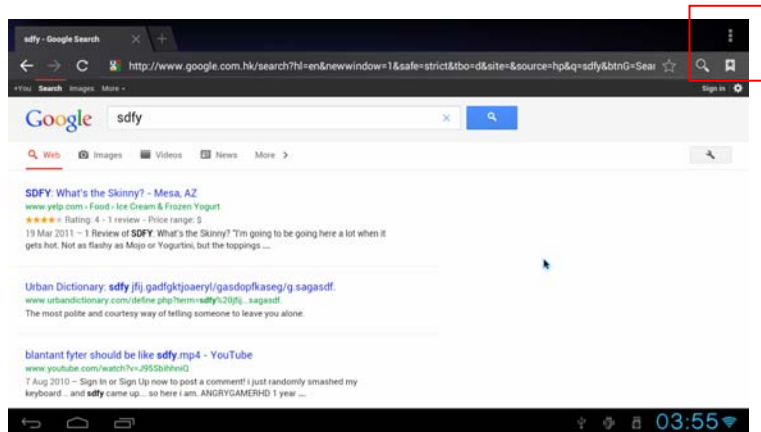 sdfy - Google Search
http://www.google.com.hk/search?hl=en&newwindow=1&safe=strict&tbo=d&site=&source=hp&q=sdfy&btnG=Sear
+You Search Images More
Sign in
Google sdfy
Web Images Videos News More
SDFY: What's the Skinny? - Mesa, AZ
www.yelp.com › Food › Ice Cream & Frozen Yogurt
Rating: 4 - 1 review - Price range: $
19 Mar 2011 – 1 Review of SDFY: What's the Skinny? "I'm going to be going here a lot when it
gets hot. Not as flashy as Mojo or Yogurtini, but the toppings ....
Urban Dictionary: sdfy jfij.gadfgktjoaeryl/gasdopfkaseg/g.sagasdf.
www.urbandictionary.com/define.php?term=sdfy%20jfij...sagasdf.
The most polite and courtesy way of telling someone to leave you alone.
blantant fyter should be like sdfy.mp4 - YouTube
www.youtube.com/watch?v=J95SbihhniQ
7 Aug 2010 – Sign In or Sign Up now to post a comment! i just randomly smashed my
keyboard .. and sdfy came up... so here i am. ANGRYGAMERHD 1 year ....
03:55